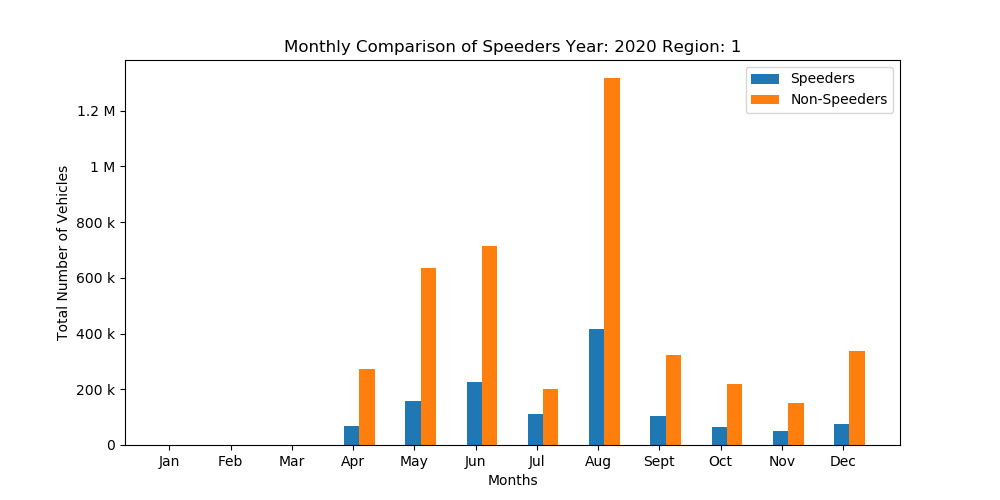 Monthly Comparison of Speeders Year: 2020 Region: 1
Speeders
Non-Speeders
1.2 M
1 M
800 k
600 k
400 k
200 k
0
Total Number of Vehicles
Jan Feb Mar Apr May Jun Jul Aug Sept Oct Nov Dec
Months